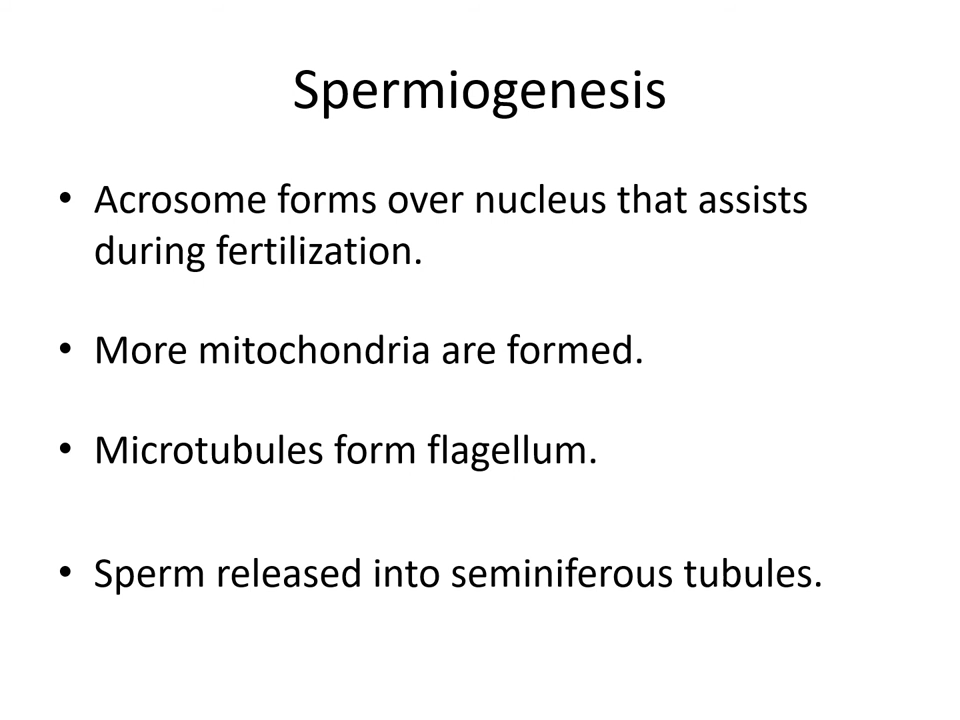 Spermiogenesis
• Acrosome forms over nucleus that assists
during fertilization.
• More mitochondria are formed.
• Microtubules form flagellum.
• Sperm released into seminiferous tubules.